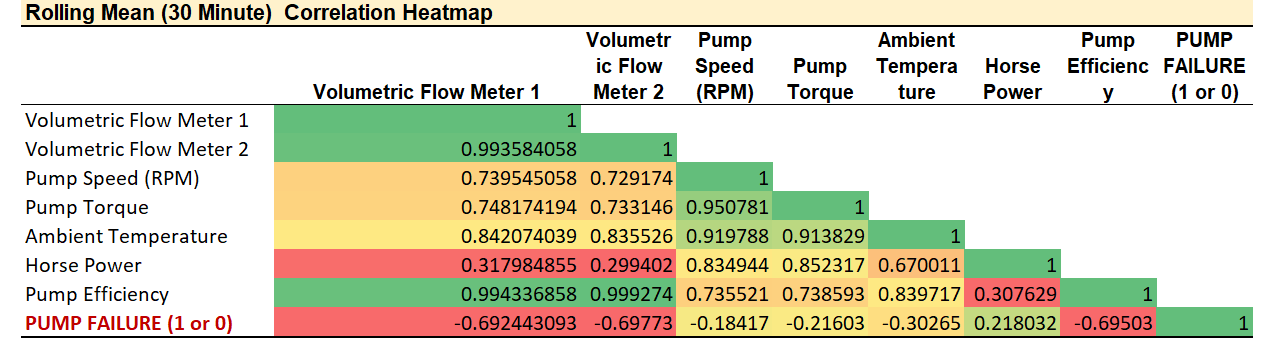 Rolling Mean (30 Minute)  Correlation Heatmap
Volumetric Flow Meter 1 Volumetr ic Flow Meter 2 Pump Speed (RPM) Pump Torque Ambient Tempera ture Horse Power Pump Efficienc y PUMP FAILURE (1 or 0)
Volumetric Flow Meter 1 1
Volumetric Flow Meter 2 0.993584058 1
Pump Speed (RPM) 0.739545058 0.729174 1
Pump Torque 0.748174194 0.733146 0.950781 1
Ambient Temperature 0.842074039 0.835526 0.919788 0.913829 1
Horse Power 0.317984855 0.299402 0.834944 0.852317 0.670011 1
Pump Efficiency 0.994336858 0.999274 0.735521 0.738593 0.839717 0.307629 1
PUMP FAILURE (1 or 0) -0.692443093 -0.69773 -0.18417 -0.21603 -0.30265 0.218032 -0.69503 1